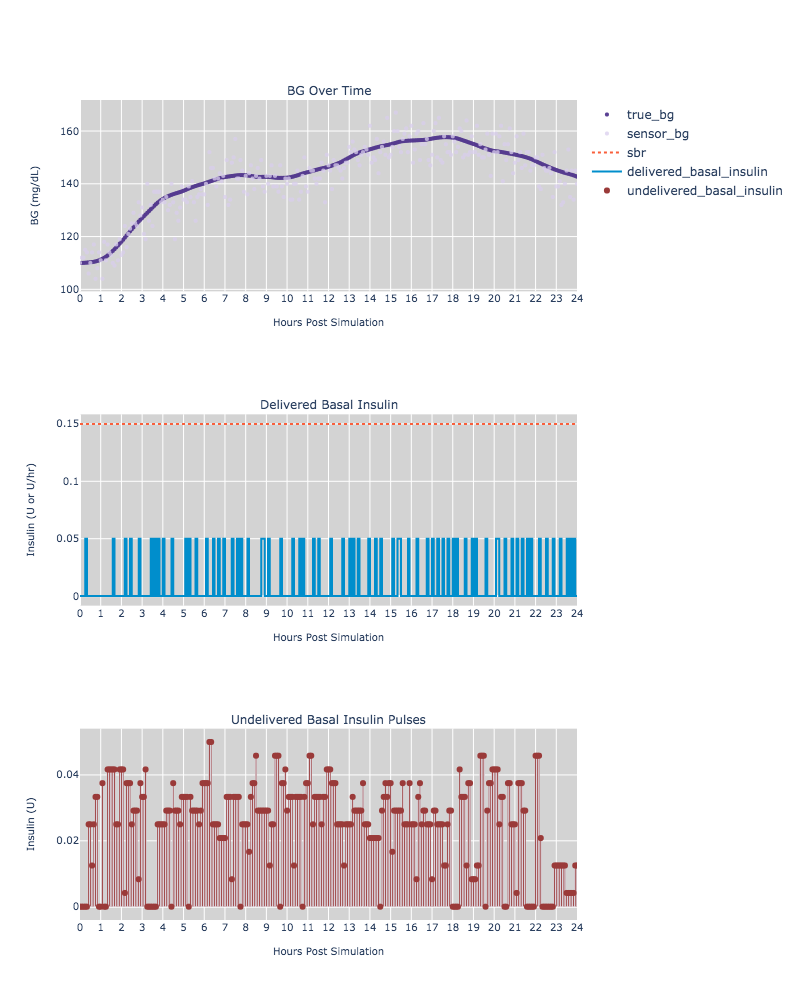 BG Over Time
160
140
120
100
BG (mg/dL)
0 1 2 3 4 5 6 7 8 9 10 11 12 13 14 15 16 17 18 19 20 21 22 23 24
Hours Post Simulation
true_bg
sensor_bg
sbr
delivered_basal_insulin
undelivered_basal_insulin
Delivered Basal Insulin
0.15
0.1
0.05
0
Insulin (U or U/hr)
0 1 2 3 4 5 6 7 8 9 10 11 12 13 14 15 16 17 18 19 20 21 22 23 24
Hours Post Simulation
Undelivered Basal Insulin Pulses
0.04
0.02
0
Insulin (U)
0 1 2 3 4 5 6 7 8 9 10 11 12 13 14 15 16 17 18 19 20 21 22 23 24
Hours Post Simulation